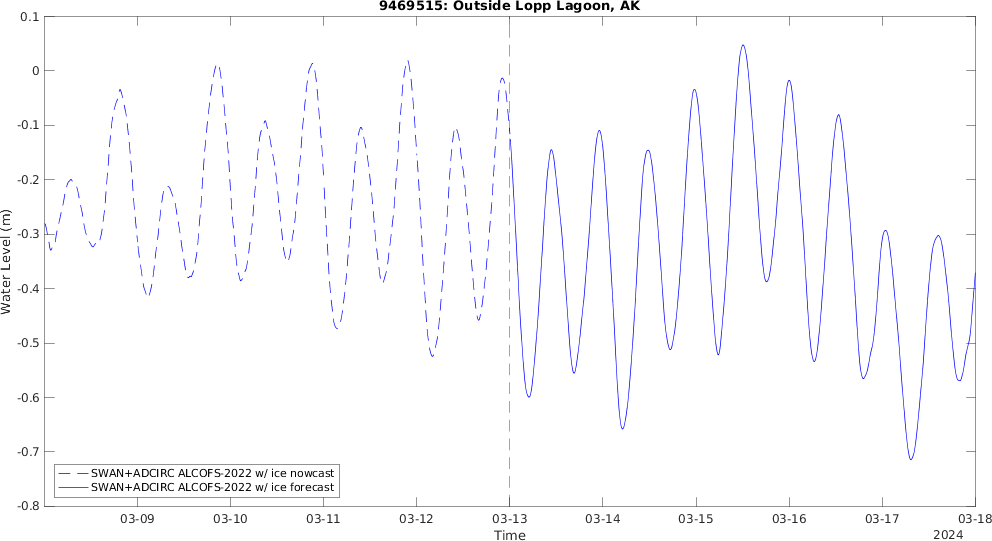 9469515: Outside Lopp Lagoon, AK
0.1
0
-0.1
-0.2
-0.3
-0.4
-0.5
-0.6
-0.7
-0.8
Water Level (m)
SWAN+ADCIRC ALCOFS-2022 w/ ice nowcast
SWAN+ADCIRC ALCOFS-2022 w/ ice forecast
03-09 03-10 03-11 03-12 03-13 03-14 03-15 03-16 03-17 03-18
Time
2024